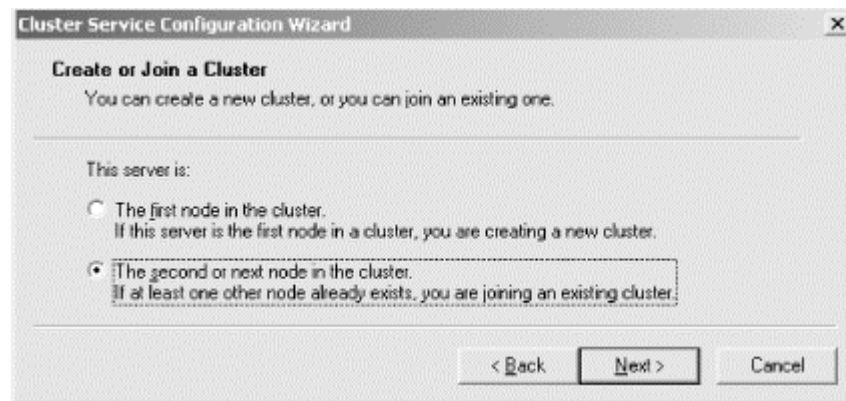 Cluster Service Configuration Wizard
Create or Join a Cluster
You can create a new cluster, or you can join an existing one.
This server is:
The first node in the cluster.
If this server is the first node in a cluster, you are creating a new cluster.
The second or next node in the cluster.
If at least one other node already exists, you are joining an existing cluster.
< Back
Next >
Cancel